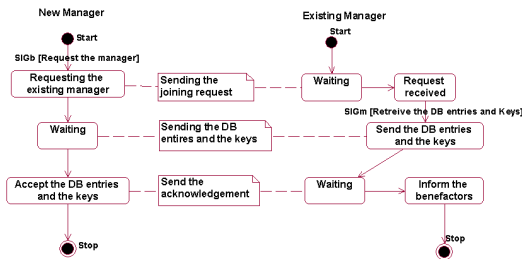 New Manager
Existing Manager
Start
Start
SIGb [Request the manager]
Requesting the
existing manager
Sending the
joining request
Waiting
Request
received
SIGm [Retreive the DB entries and Keys]
Waiting
Sending the DB
entires and the keys
Send the DB entries
and the keys
Accept the DB entries
and the keys
Send the
acknowledgement
Waiting
Inform the
benefactors
Stop
Stop